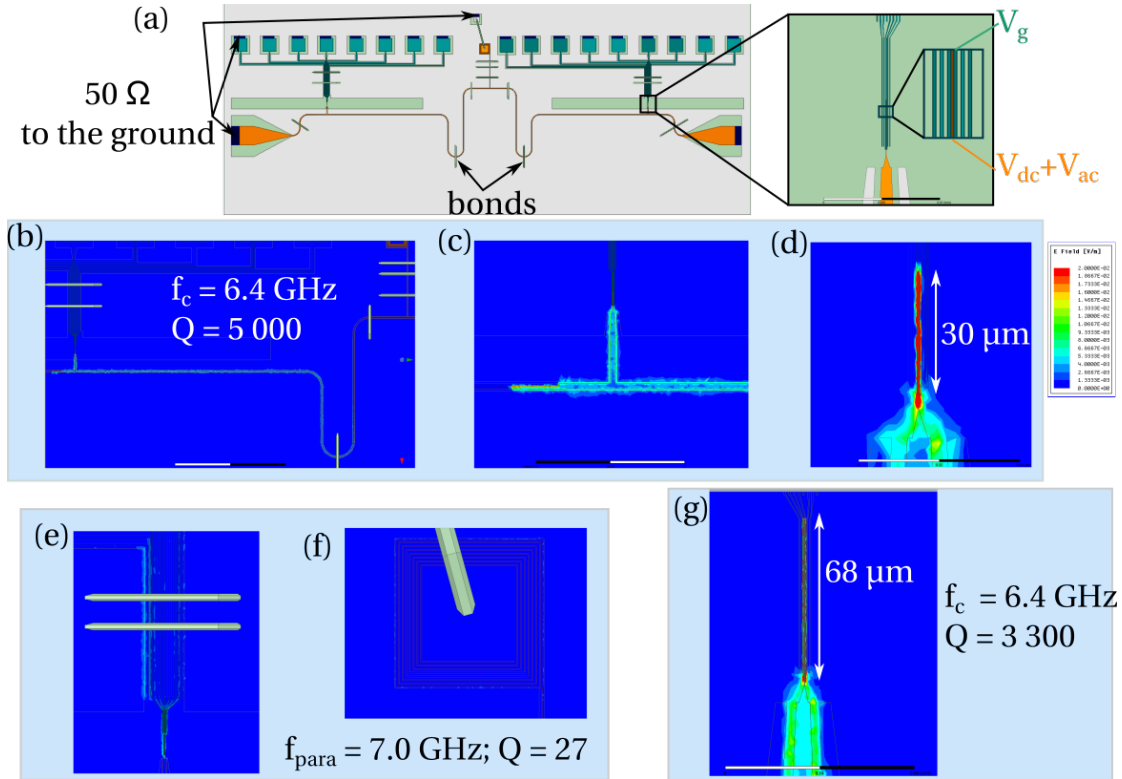 (a)
V_g
50 Ω
to the ground
V_dc+V_ac
bonds
(b)
f_c = 6.4 GHz
Q = 5 000
(c)
(d)
30 μm
E Field [V/m]
(e)
(f)
f_para = 7.0 GHz; Q = 27
(g)
68 μm
f_c = 6.4 GHz
Q = 3 300